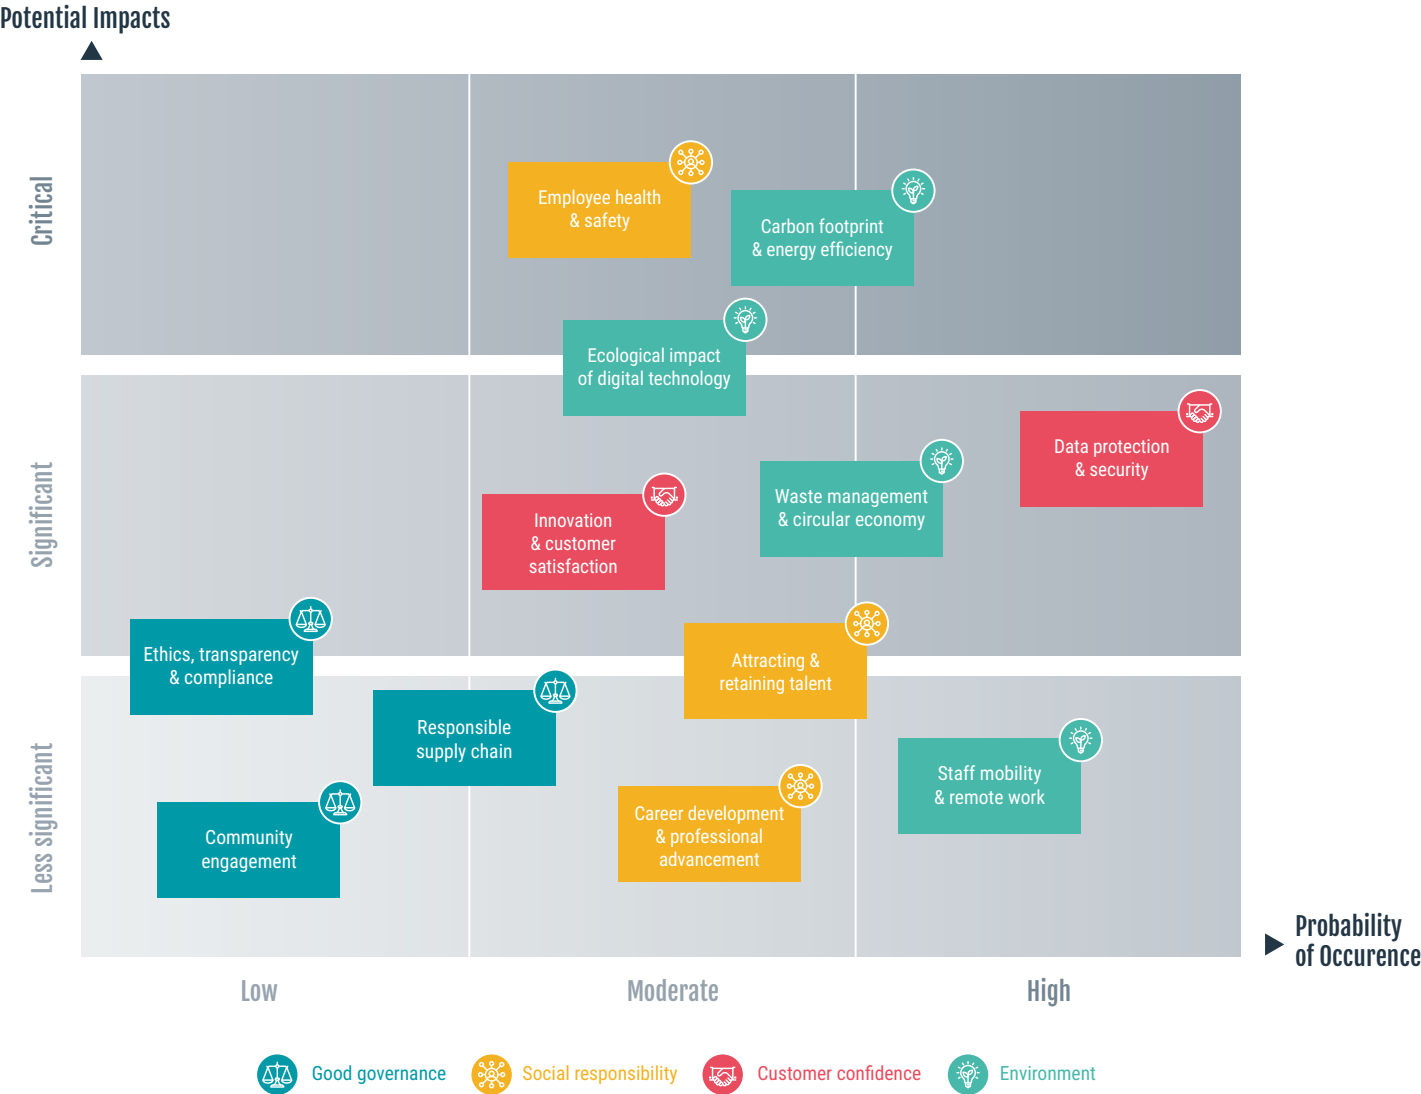 Potential Impacts
Critical
Employee health
& safety
Carbon footprint
& energy efficiency
Ecological impact
of digital technology
Significant
Data protection
& security
Waste management
& circular economy
Innovation
& customer
satisfaction
Ethics, transparency
& compliance
Attracting &
retaining talent
Less significant
Responsible
supply chain
Staff mobility
& remote work
Career development
& professional
advancement
Community
engagement
Probability
of Occurence
Low
Moderate
High
Good governance
Social responsibility
Customer confidence
Environment